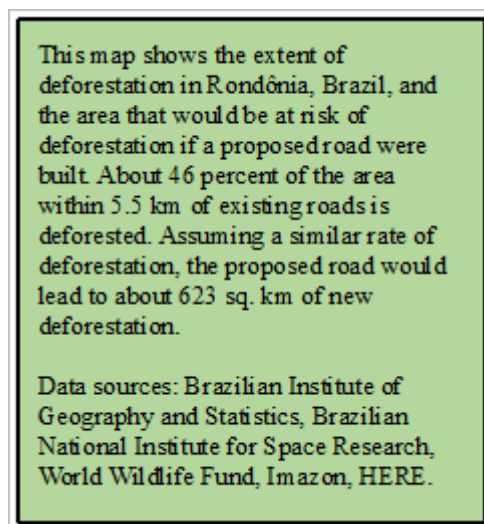 This map shows the extent of
deforestation in Rondônia, Brazil, and
the area that would be at risk of
deforestation if a proposed road were
built. About 46 percent of the area
within 5.5 km of existing roads is
deforested. Assuming a similar rate of
deforestation, the proposed road would
lead to about 623 sq. km of new
deforestation.
Data sources: Brazilian Institute of
Geography and Statistics, Brazilian
National Institute for Space Research,
World Wildlife Fund, Imazon, HERE.